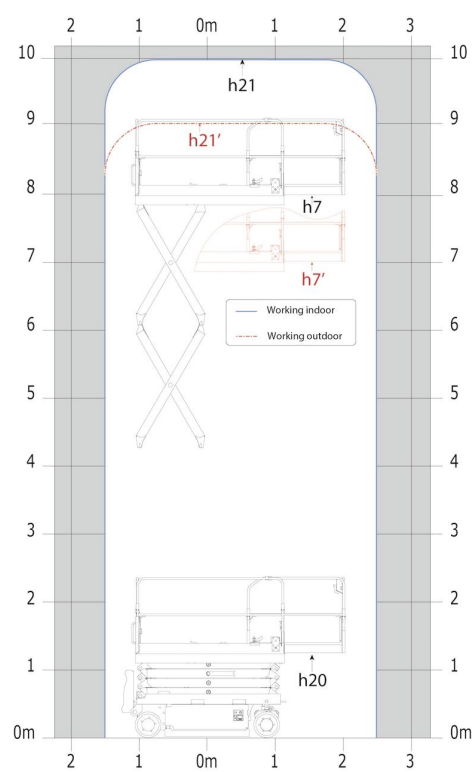 2 1 0m 1 2 3
10 10
h21
9 9
h21’
8 8
h7
7 7
h7’
Working indoor
6 6
Working outdoor
5 5
4 4
3 3
2 2
1 1
h20
0m 0m
2 1 0m 1 2 3